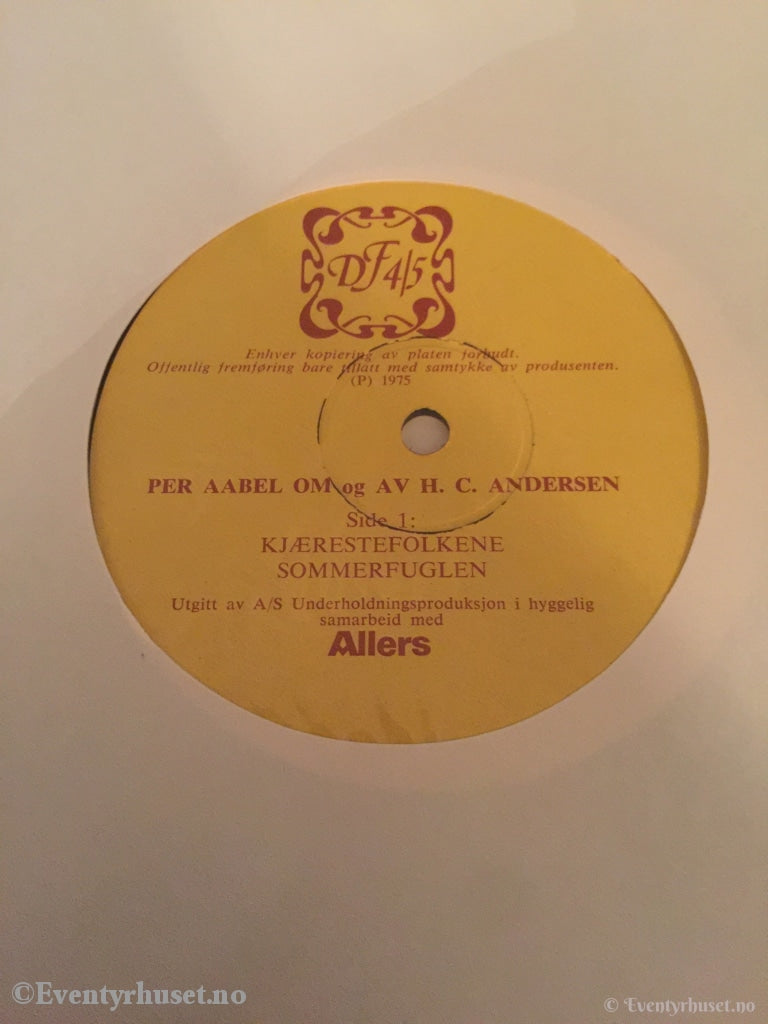 DF 4/5
Enhver kopiering av platen forbudt.
Offentlig fremføring bare tillatt med samtykke av produsenten.
(P) 1975
PER AABEL OM og AV H. C. ANDERSEN
Side 1:
KJÆRESTEFOLKENE
SOMMERFUGLEN
Utgitt av A/S Underholdningsproduksjon i hyggelig
samarbeid med
Allers
©Eventyrhuset.no
© Eventyrhuset.no